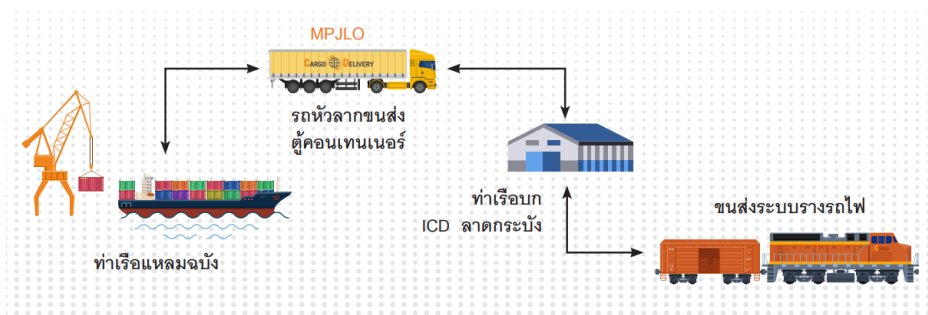 MPJLO
CARGO DELIVERY
รถหัวลากขนส่ง
ตู้คอนเทนเนอร์
ท่าเรือบก
ICD ลาดกระบัง
ขนส่งระบบรางรถไฟ
ท่าเรือแหลมฉบัง